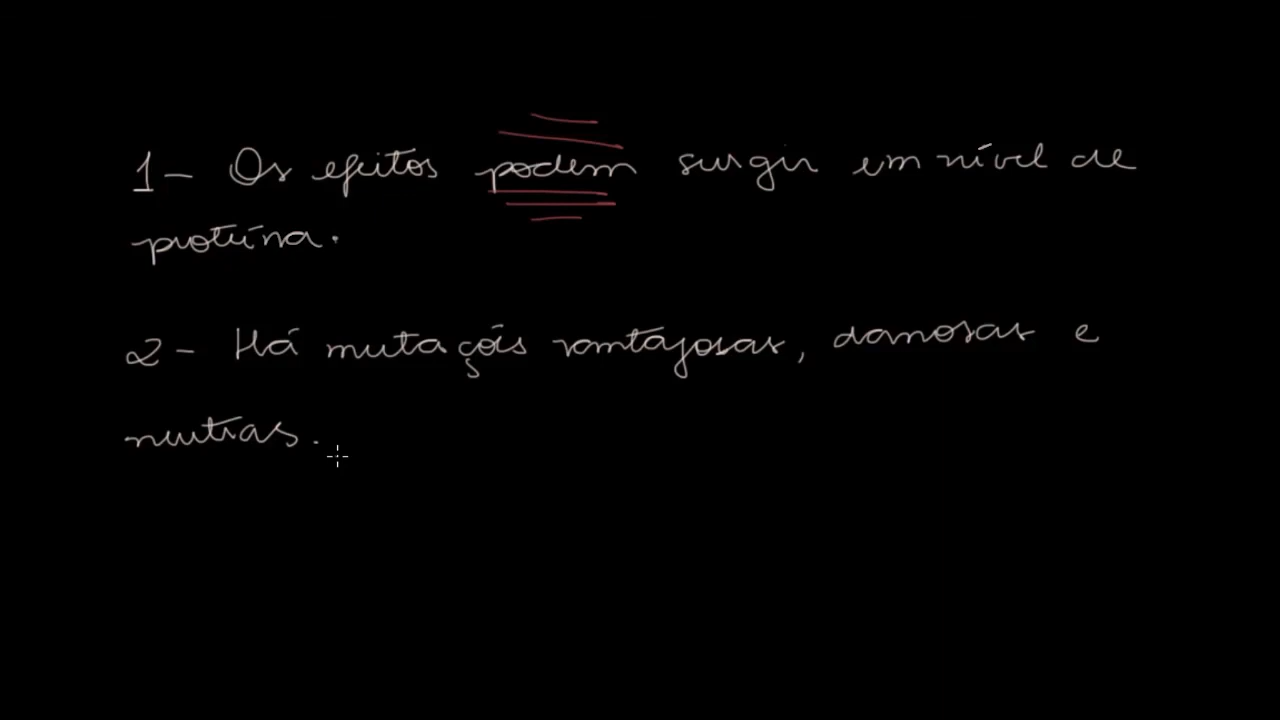 1- Os efeitos podem surgir em nível de
proteína.
2- Há mutações vantajosas, danosas e
neutras.